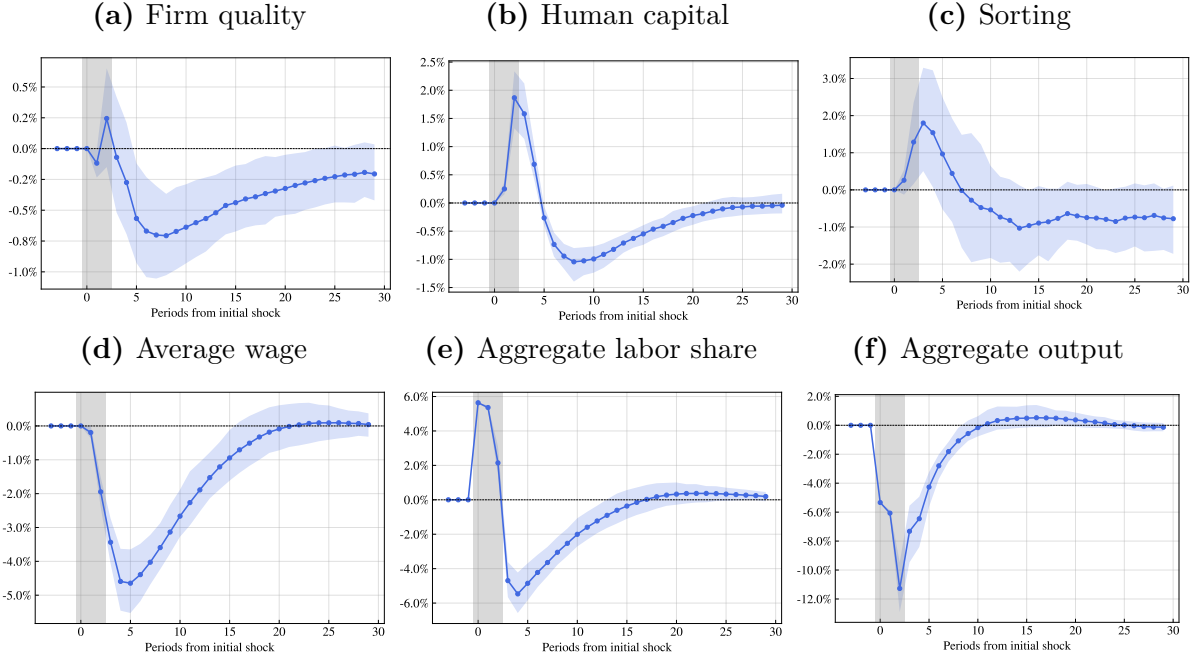 (a) Firm quality
(b) Human capital
(c) Sorting
0.5%
0.2%
0.0%
-0.2%
-0.5%
-0.8%
-1.0%
0 5 10 15 20 25 30
Periods from initial shock
2.5%
2.0%
1.5%
1.0%
0.5%
0.0%
-0.5%
-1.0%
-1.5%
0 5 10 15 20 25 30
Periods from initial shock
3.0%
2.0%
1.0%
0.0%
-1.0%
-2.0%
0 5 10 15 20 25 30
Periods from initial shock
(d) Average wage
(e) Aggregate labor share
(f) Aggregate output
0.0%
-1.0%
-2.0%
-3.0%
-4.0%
-5.0%
0 5 10 15 20 25 30
Periods from initial shock
6.0%
4.0%
2.0%
0.0%
-2.0%
-4.0%
-6.0%
0 5 10 15 20 25 30
Periods from initial shock
2.0%
0.0%
-2.0%
-4.0%
-6.0%
-8.0%
-10.0%
-12.0%
0 5 10 15 20 25 30
Periods from initial shock